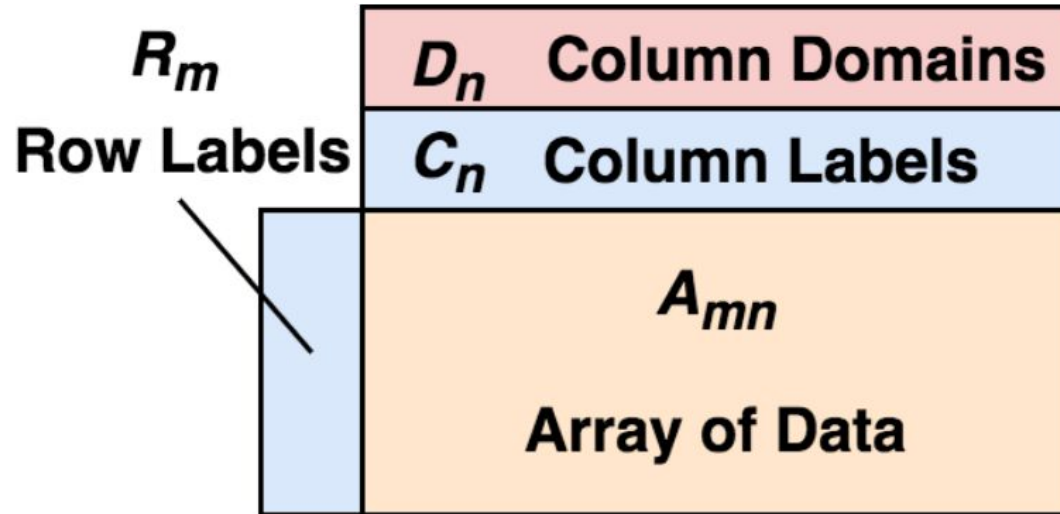 R_m
Row Labels
D_n Column Domains
C_n Column Labels
A_mn
Array of Data